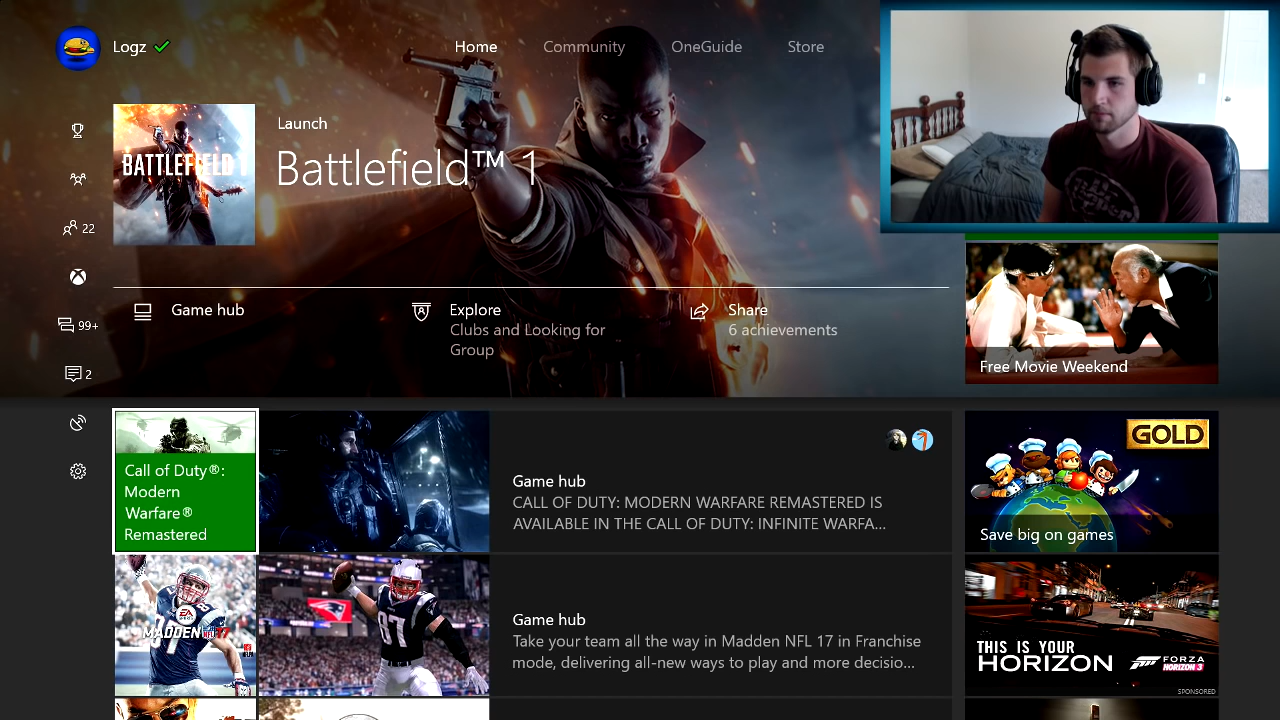 Logz
Home
Community
OneGuide
Store
BATTLEFIELD 1
Launch
Battlefield™ 1
22
99+
2
Game hub
Explore
Clubs and Looking for
Group
Share
6 achievements
Free Movie Weekend
Call of Duty®:
Modern
Warfare®
Remastered
Game hub
CALL OF DUTY: MODERN WARFARE REMASTERED IS
AVAILABLE IN THE CALL OF DUTY: INFINITE WARFA...
GOLD
Save big on games
EA
MADDEN NFL 17
87
Game hub
Take your team all the way in Madden NFL 17 in Franchise
mode, delivering all-new ways to play and more decisio...
THIS IS YOUR
HORIZON
FORZA
HORIZON 3
SPONSORED